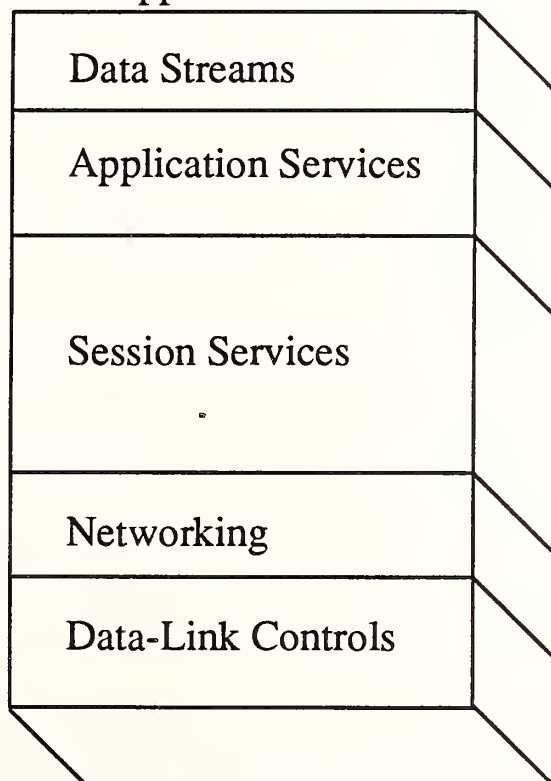 Data Streams
Application Services
Session Services
Networking
Data-Link Controls